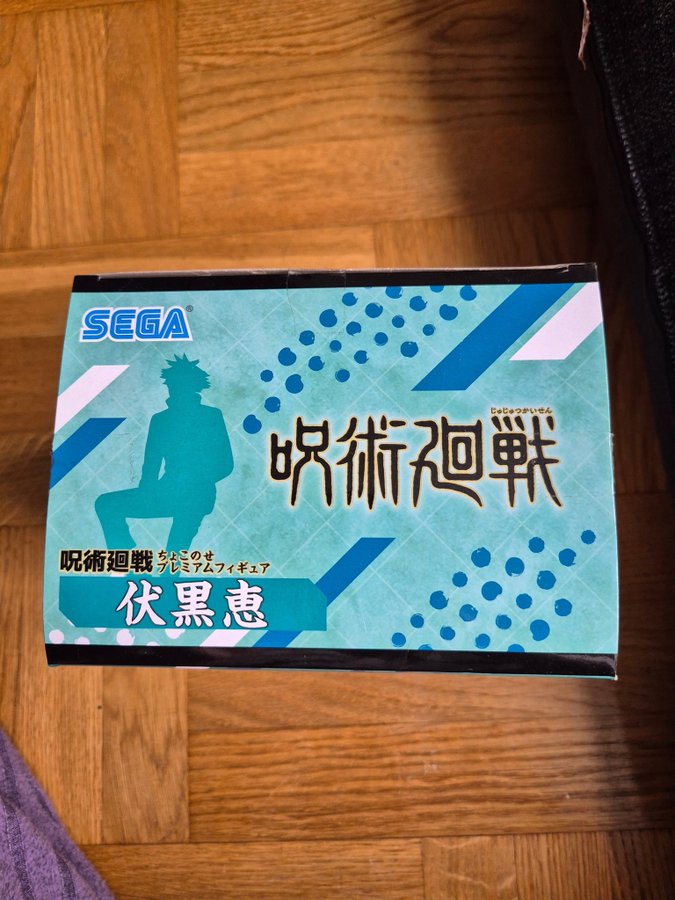 SEGA®
じゅじゅつかいせん
呪術廻戦
呪術廻戦 ちょこのせ
プレミアムフィギュア
伏黒恵